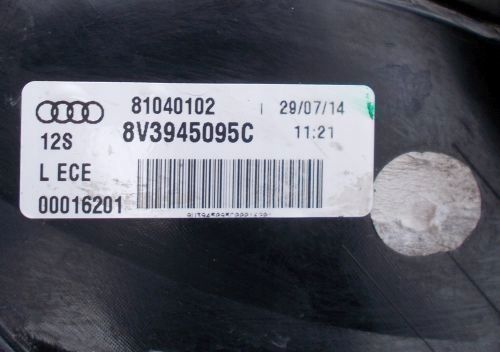 81040102 | 29/07/14
12S 8V3945095C 11:21
L ECE
00016201